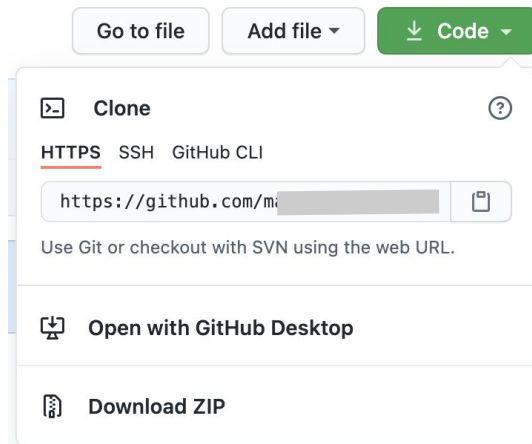 Go to file
Add file
Code
Clone
HTTPS SSH GitHub CLI
https://github.com/ma
Use Git or checkout with SVN using the web URL.
Open with GitHub Desktop
Download ZIP